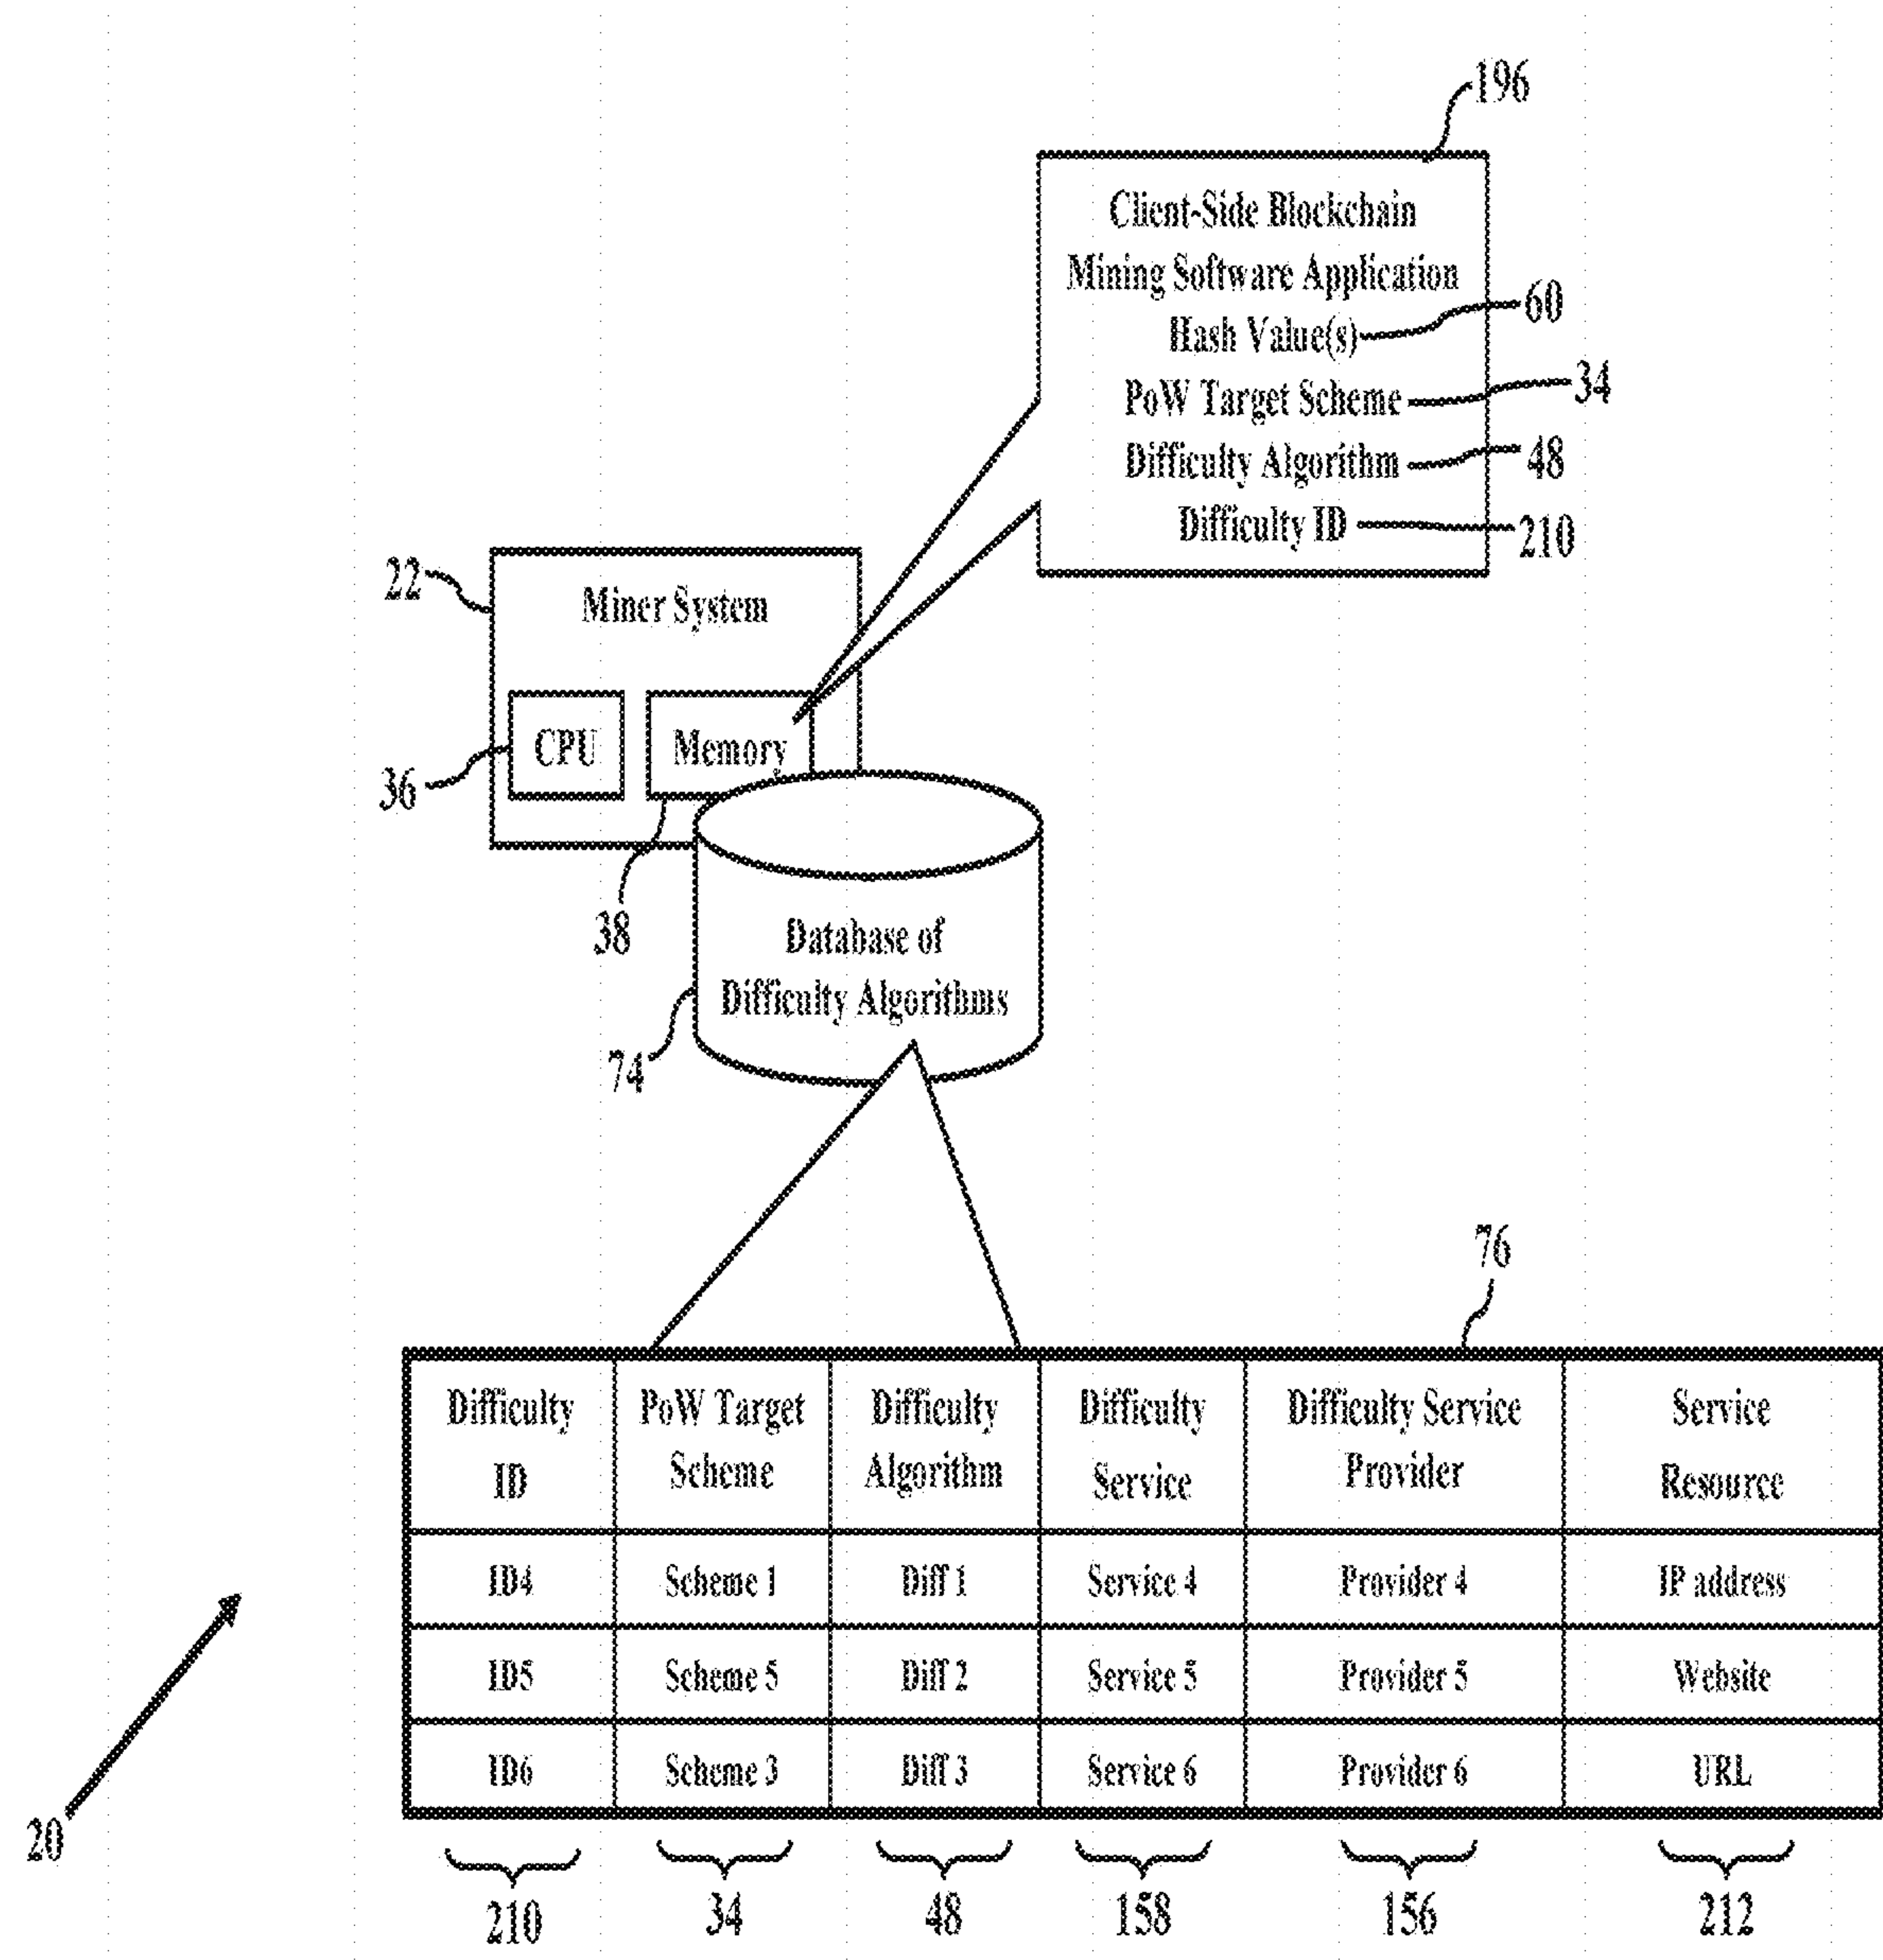 196
Client-Side Blockchain
Mining Software Application
Hash Value(s) 60
PoW Target Scheme 34
Difficulty Algorithm 48
Difficulty ID 210
22
Miner System
CPU Memory
36
38
Database of
Difficulty Algorithms
74
76
Difficulty PoW Target Difficulty Difficulty Difficulty Service Service
ID Scheme Algorithm Service Provider Resource
ID4 Scheme 1 Diff 1 Service 4 Provider 4 IP address
ID5 Scheme 5 Diff 2 Service 5 Provider 5 Website
ID6 Scheme 3 Diff 3 Service 6 Provider 6 URL
20
210 34 48 158 156 212